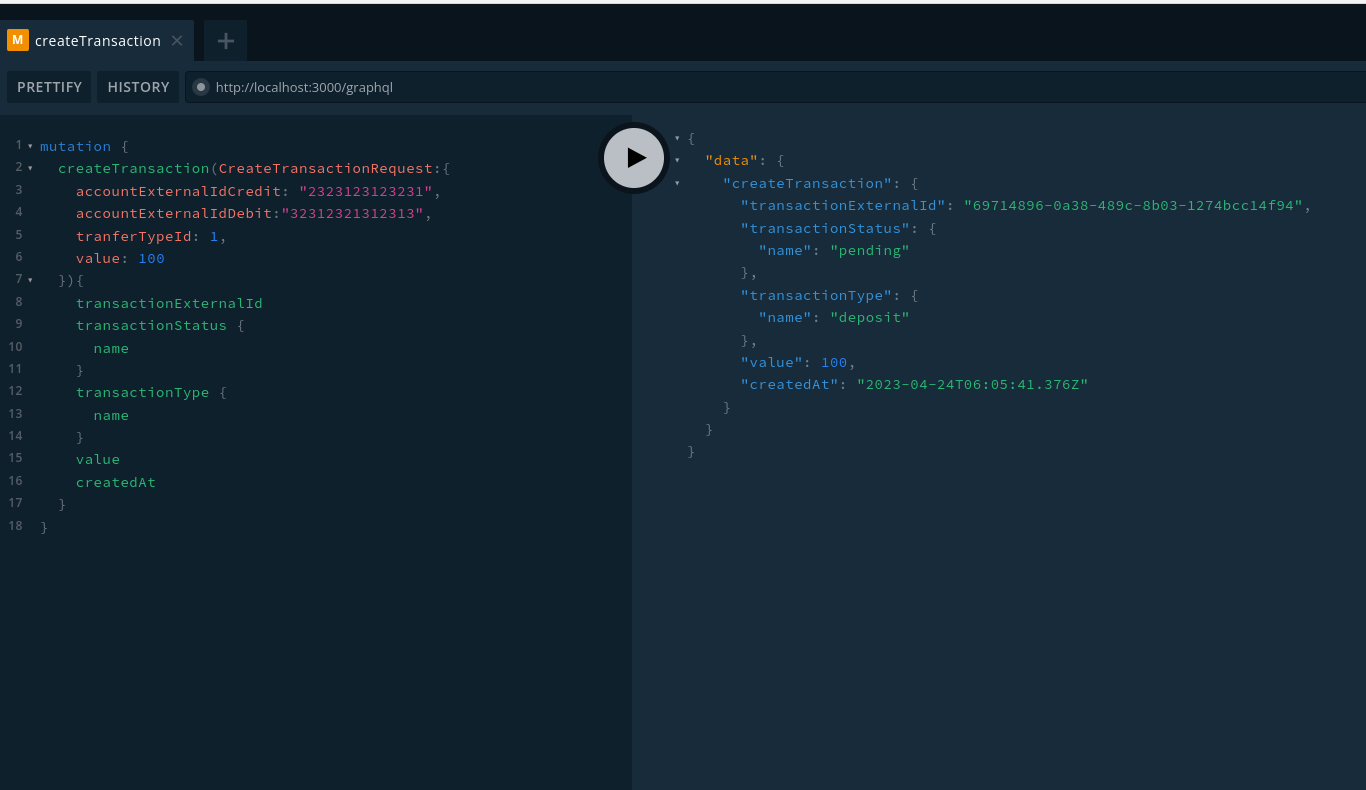 M createTransaction
PRETTIFY HISTORY http://localhost:3000/graphql
1 mutation {
2 createTransaction(CreateTransactionRequest:{
3 accountExternalIdCredit: "2323123123231",
4 accountExternalIdDebit:"32312321312313",
5 tranferTypeId: 1,
6 value: 100
7 }){
8 transactionExternalId
9 transactionStatus {
10 name
11 }
12 transactionType {
13 name
14 }
15 value
16 createdAt
17 }
18 }
{
"data": {
"createTransaction": {
"transactionExternalId": "69714896-0a38-489c-8b03-1274bcc14f94",
"transactionStatus": {
"name": "pending"
},
"transactionType": {
"name": "deposit"
},
"value": 100,
"createdAt": "2023-04-24T06:05:41.376Z"
}
}
}